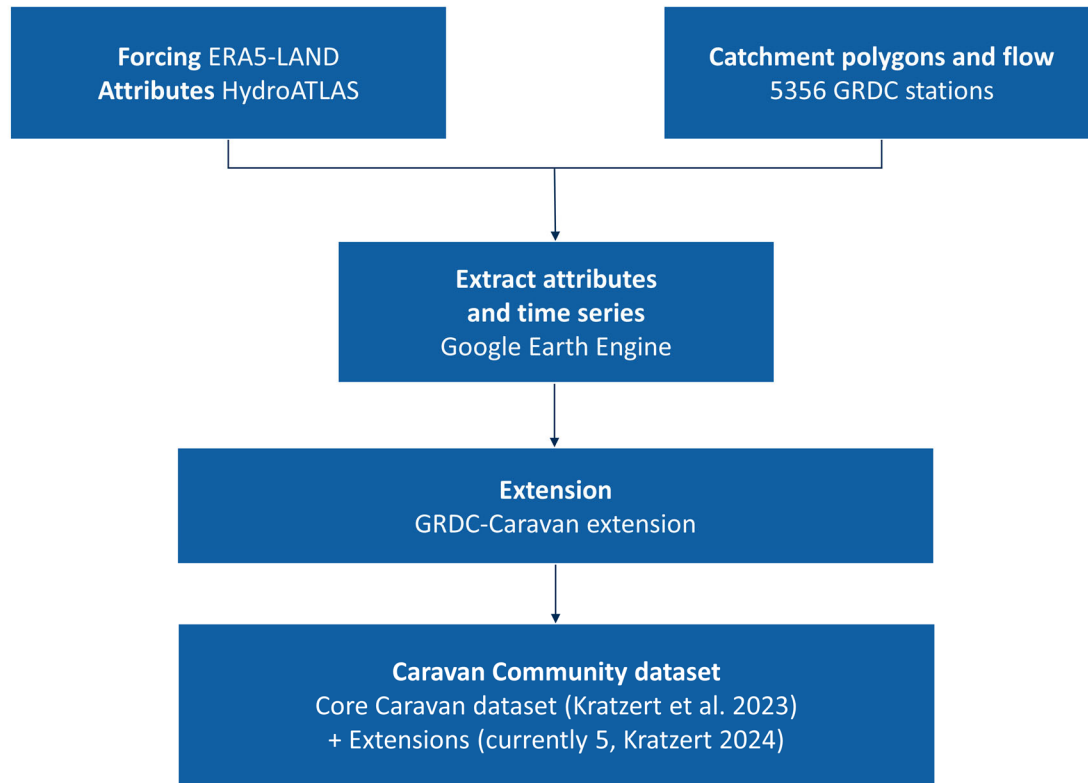 Forcing ERA5-LAND
Attributes HydroATLAS
Catchment polygons and flow
5356 GRDC stations
Extract attributes
and time series
Google Earth Engine
Extension
GRDC-Caravan extension
Caravan Community dataset
Core Caravan dataset (Kratzert et al. 2023)
+ Extensions (currently 5, Kratzert 2024)